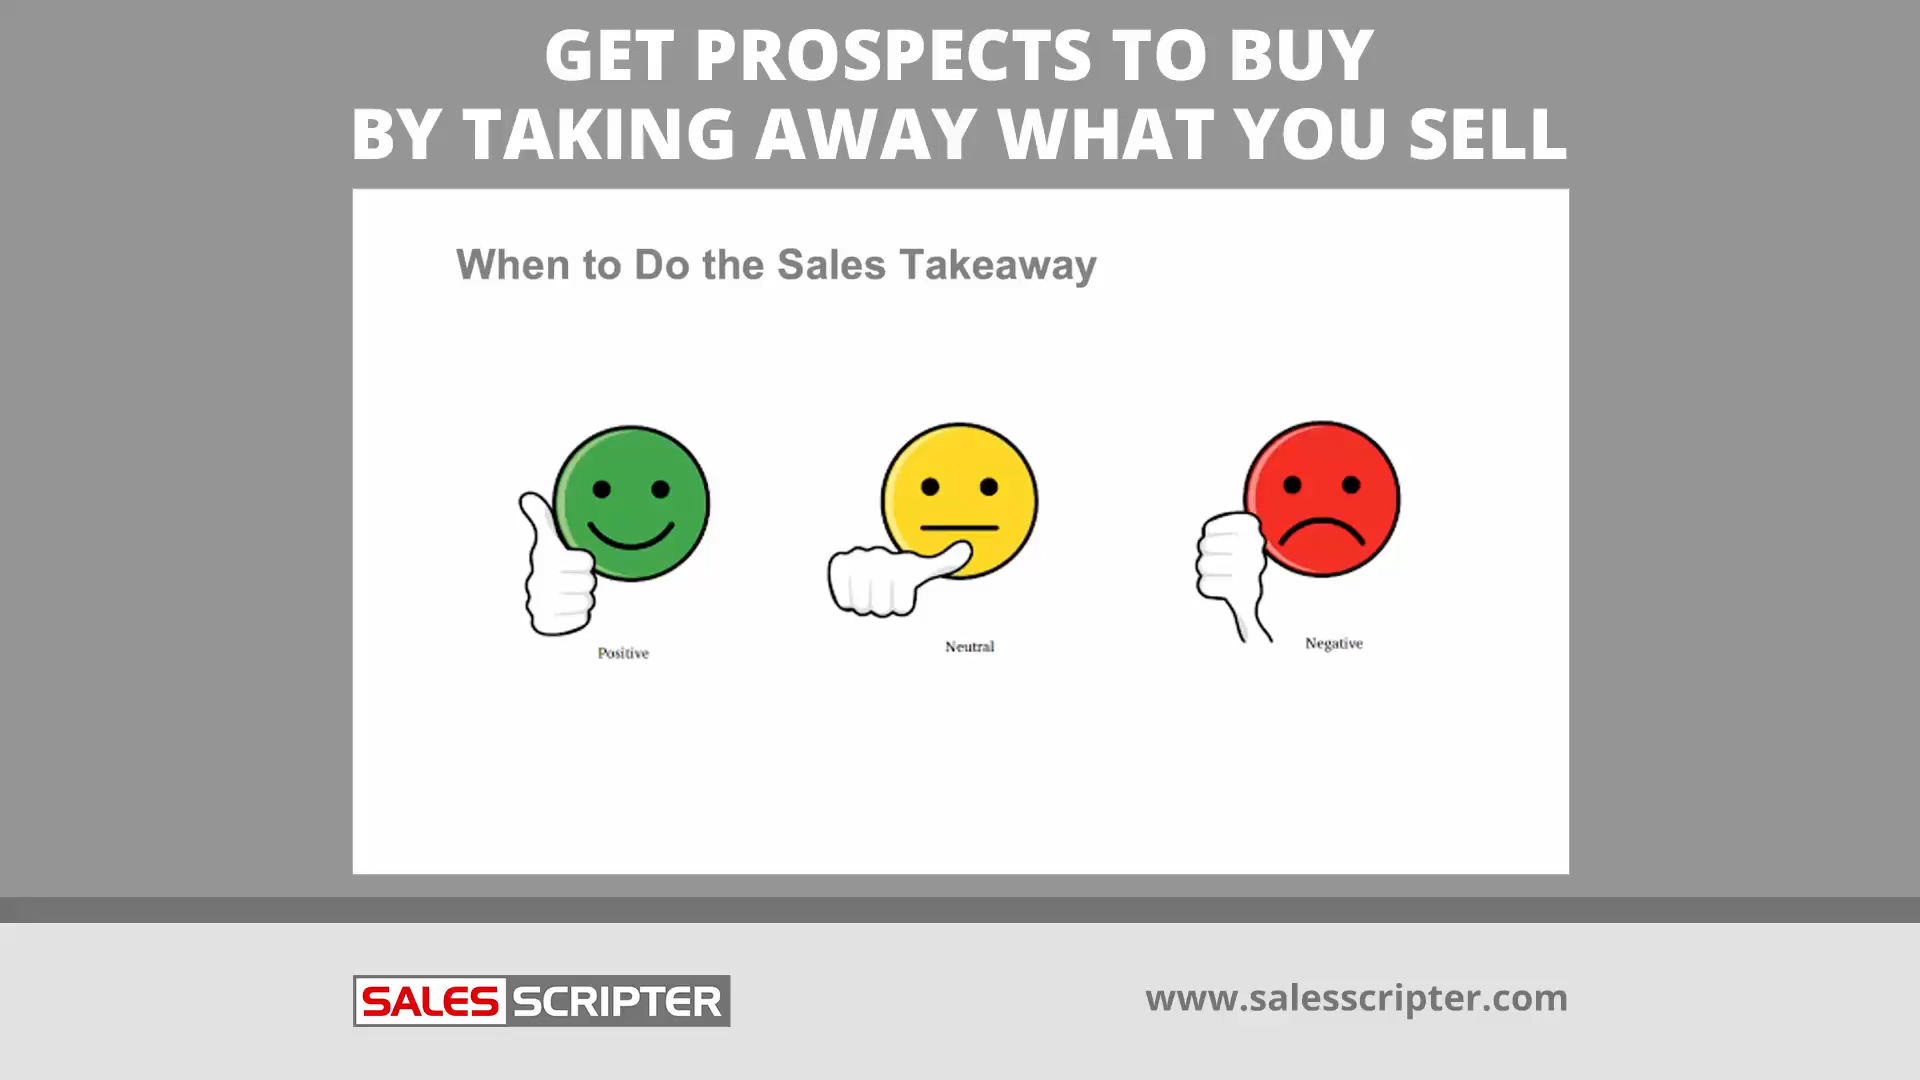 GET PROSPECTS TO BUY
BY TAKING AWAY WHAT YOU SELL
When to Do the Sales Takeaway
Positive
Neutral
Negative
SALES SCRIPTER
www.salesscripter.com